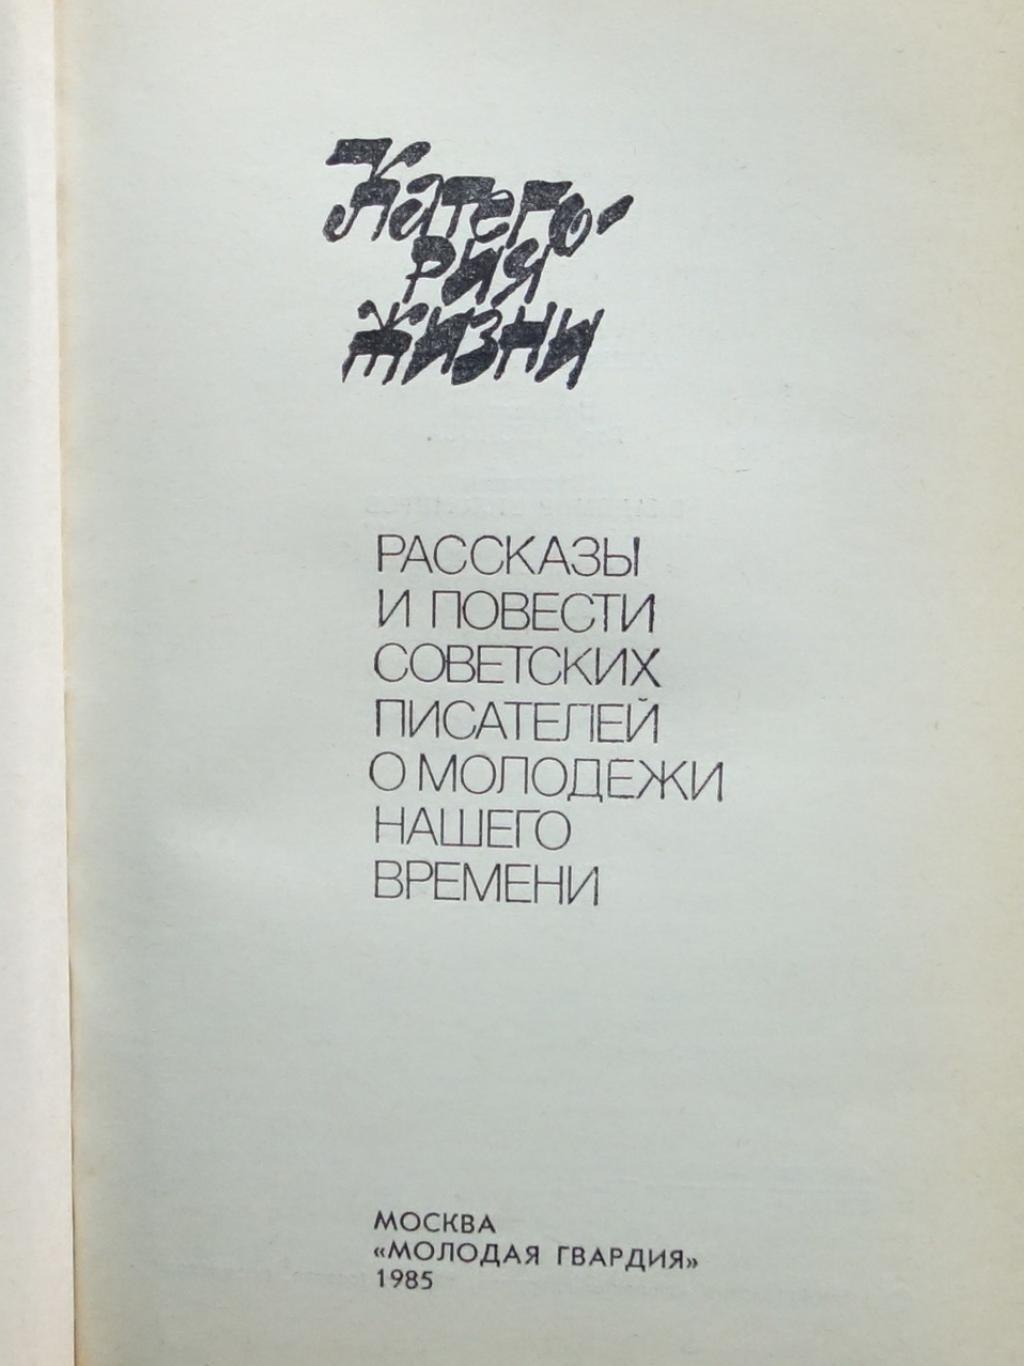 Катего-
рия
жизни
РАССКАЗЫ
И ПОВЕСТИ
СОВЕТСКИХ
ПИСАТЕЛЕЙ
О МОЛОДЕЖИ
НАШЕГО
ВРЕМЕНИ
МОСКВА
«МОЛОДАЯ ГВАРДИЯ»
1985